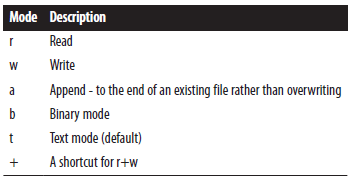 Mode Description
r Read
w Write
a Append - to the end of an existing file rather than overwriting
b Binary mode
t Text mode (default)
+ A shortcut for r+w